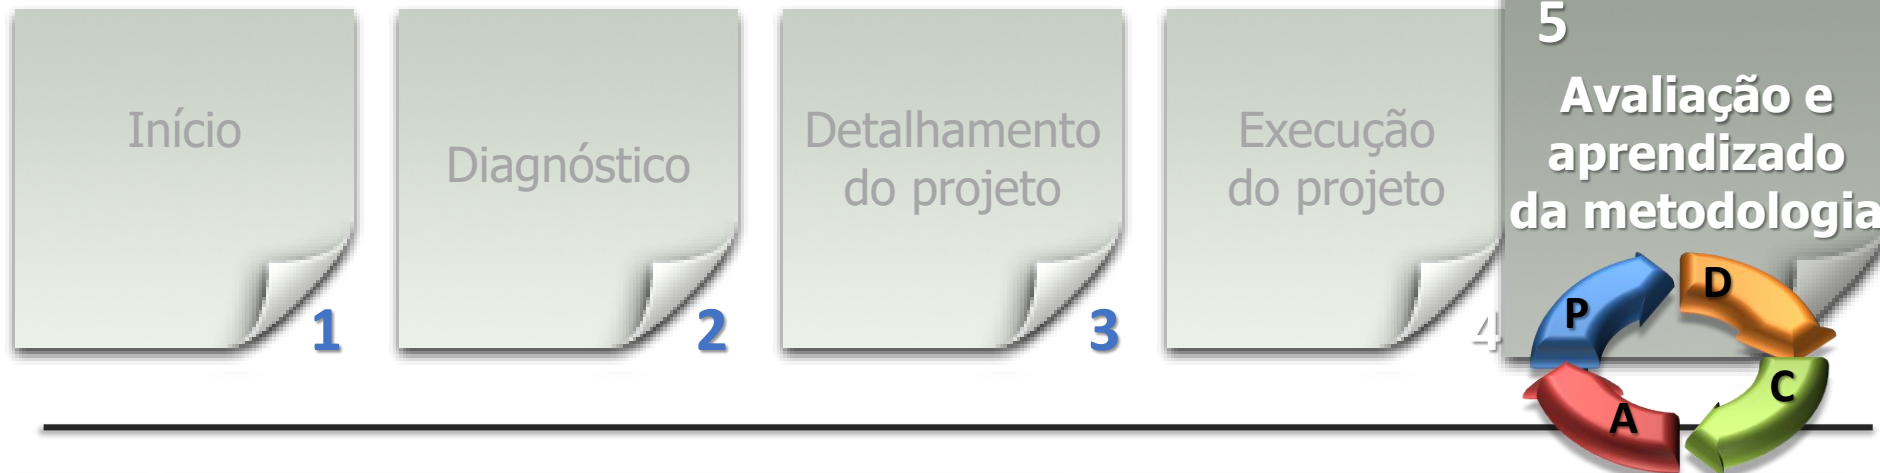 Início
1
Diagnóstico
2
Detalhamento
do projeto
3
Execução
do projeto
4
5
Avaliação e
aprendizado
da metodologia
P
D
C
A